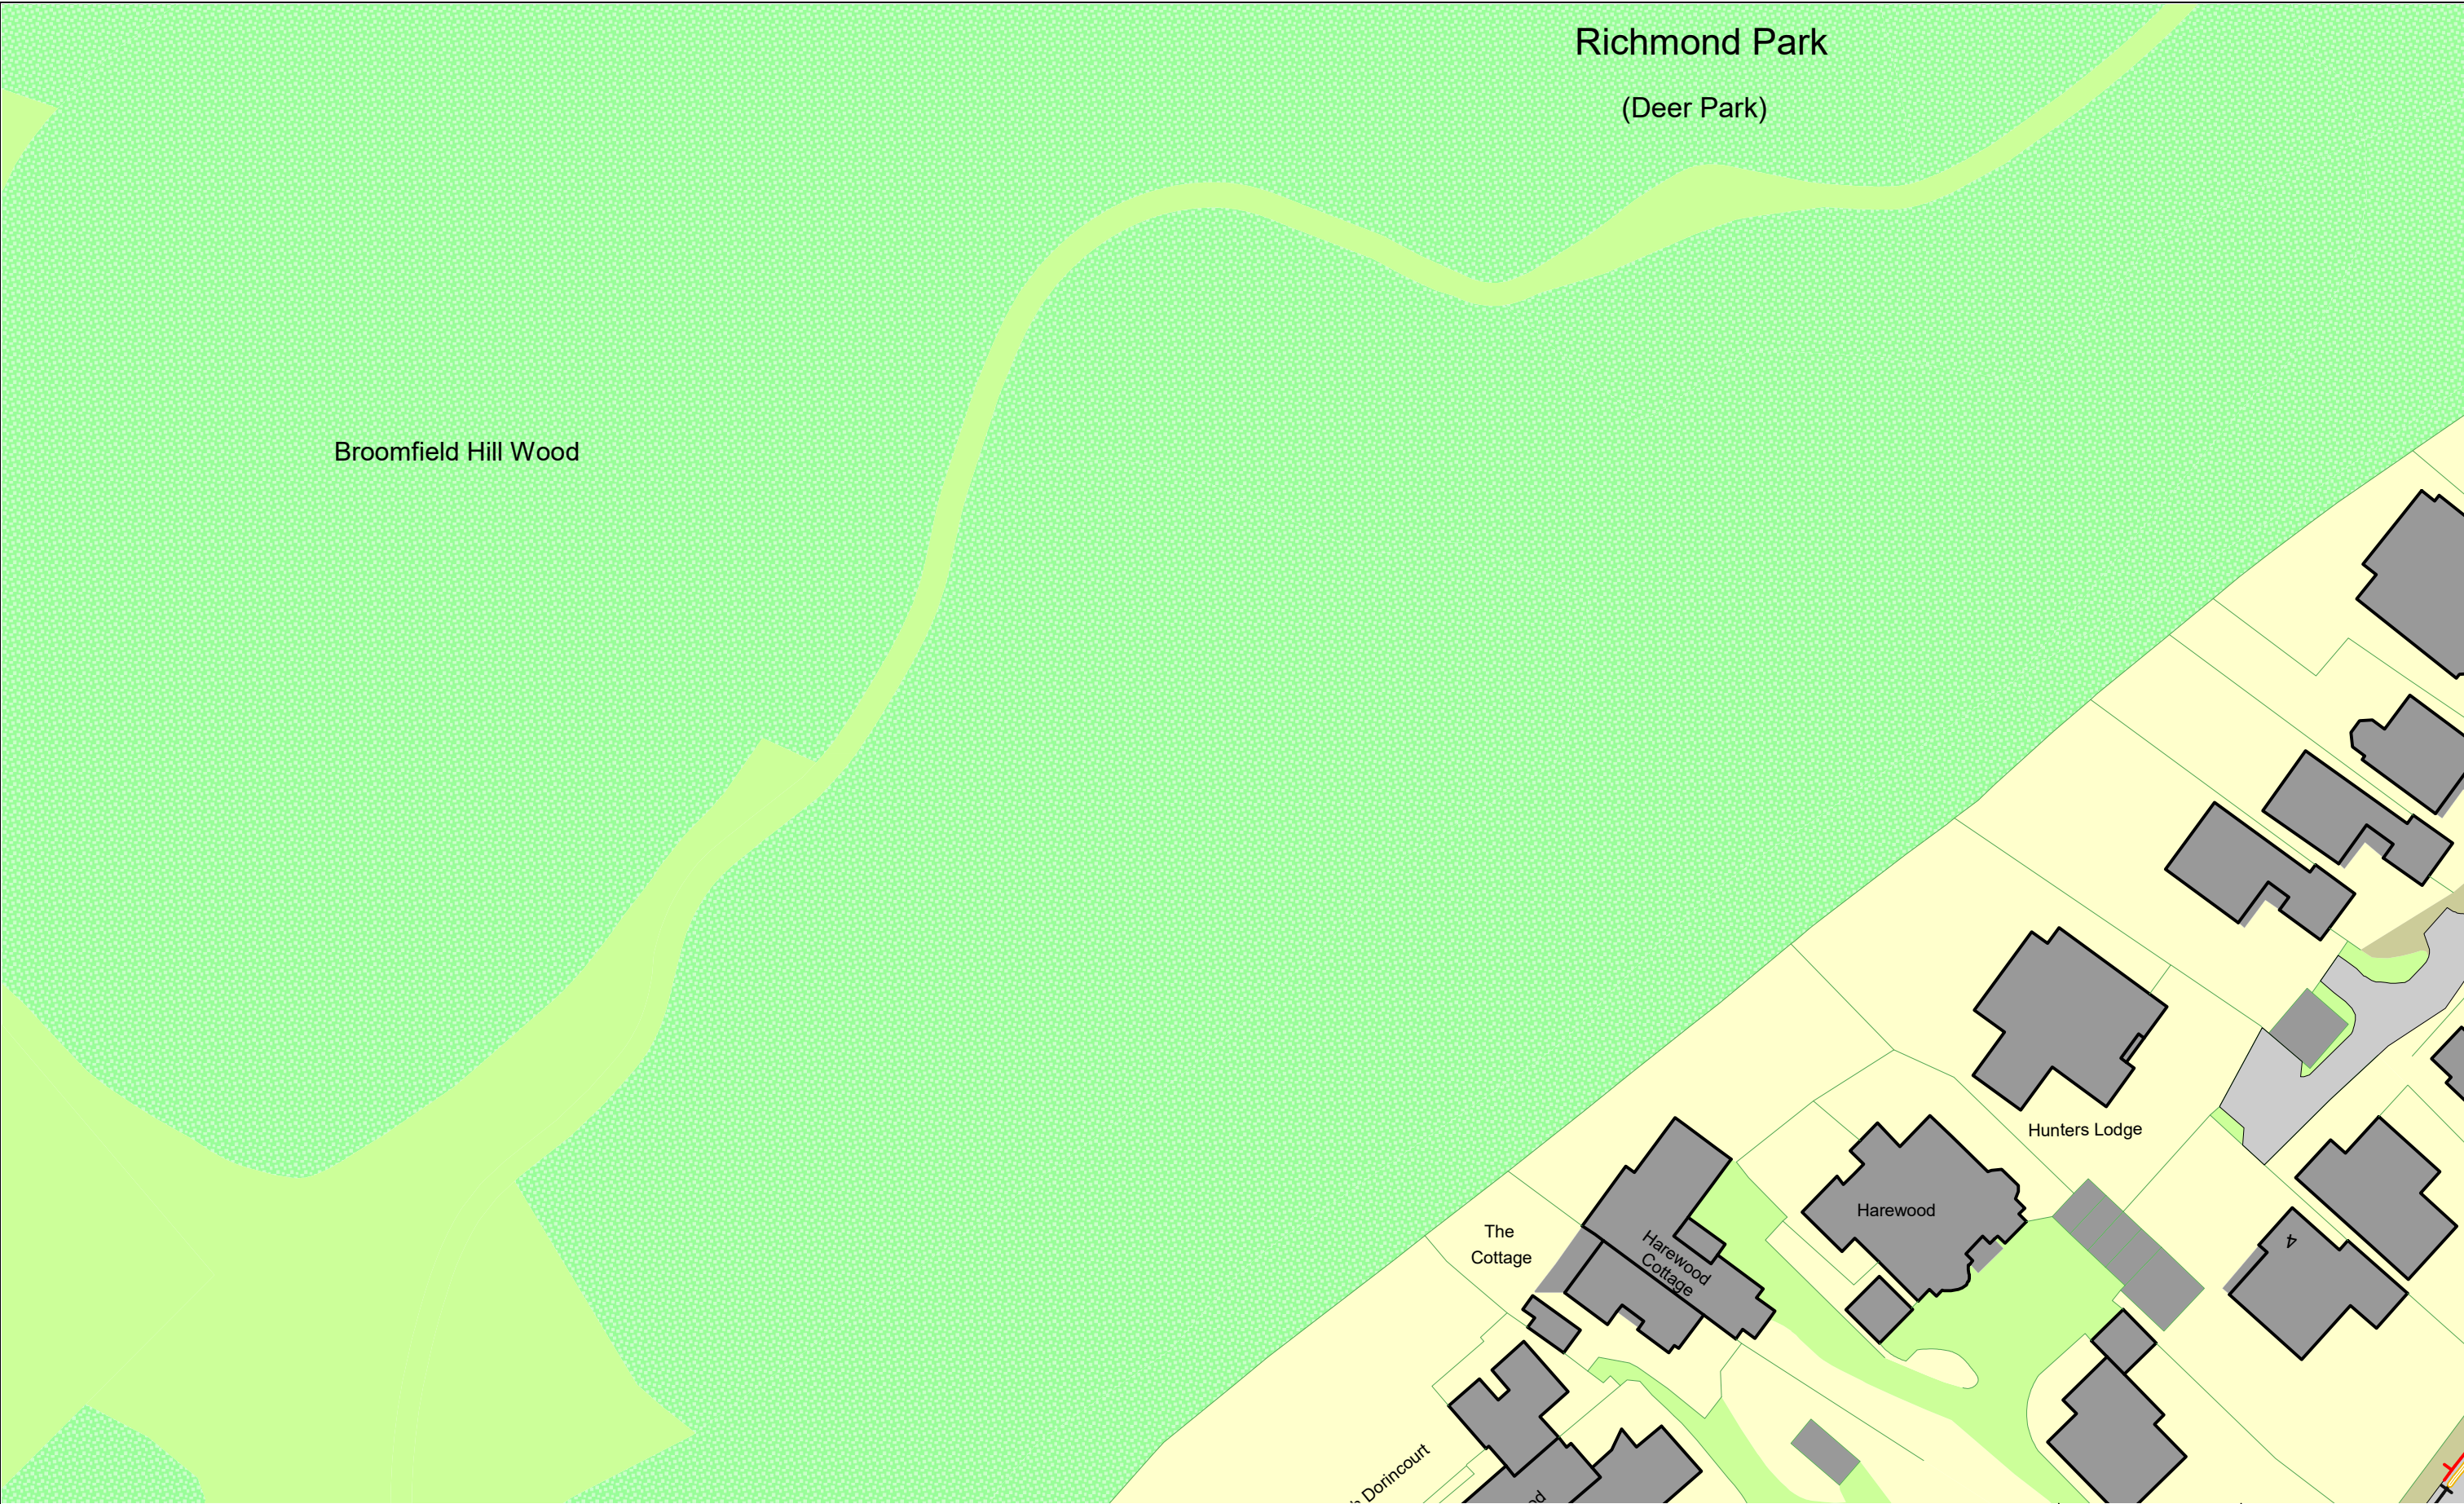 Richmond Park
(Deer Park)
Broomfield Hill Wood
Hunters Lodge
Harewood
The
Cottage
Harewood
Cottage
4
Dorincourt